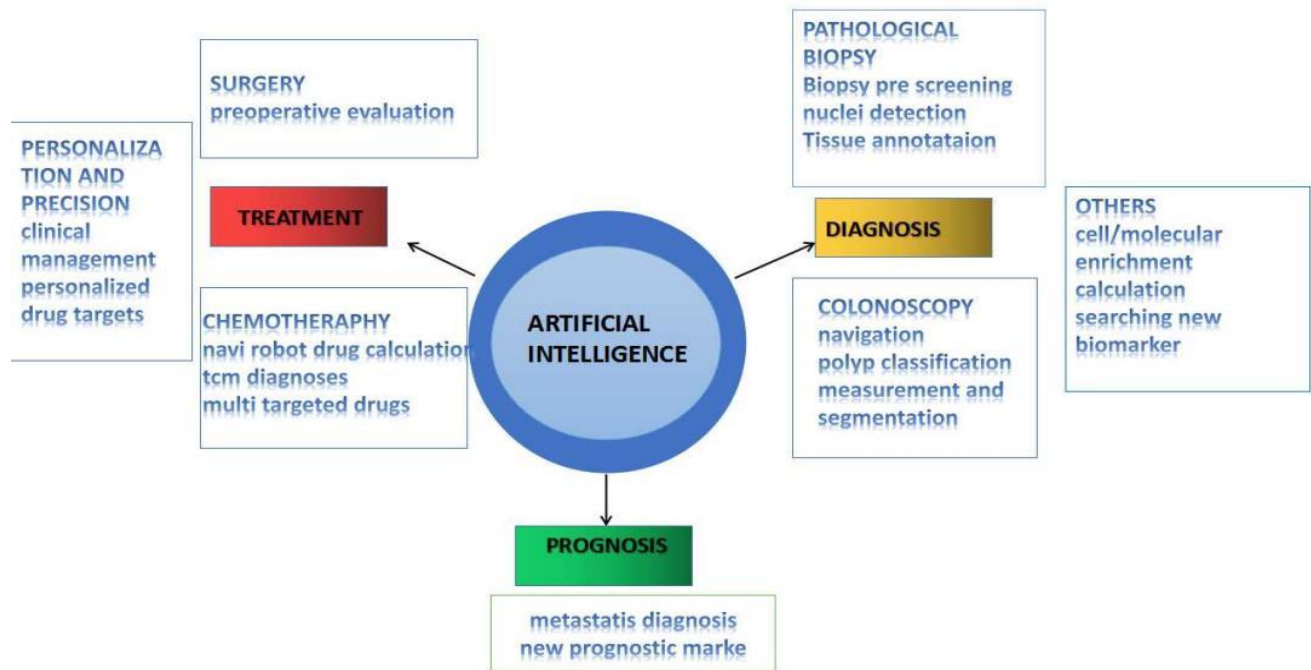 SURGERY
preoperative evaluation
PERSONALIZA
TION AND
PRECISION
clinical
management
personalized
drug targets
TREATMENT
CHEMOTHERAPHY
navi robot drug calculation
tcm diagnoses
multi targeted drugs
ARTIFICIAL
INTELLIGENCE
PATHOLOGICAL
BIOPSY
Biopsy pre screening
nuclei detection
Tissue annotataion
DIAGNOSIS
COLONOSCOPY
navigation
polyp classification
measurement and
segmentation
OTHERS
cell/molecular
enrichment
calculation
searching new
biomarker
PROGNOSIS
metastatis diagnosis
new prognostic marke